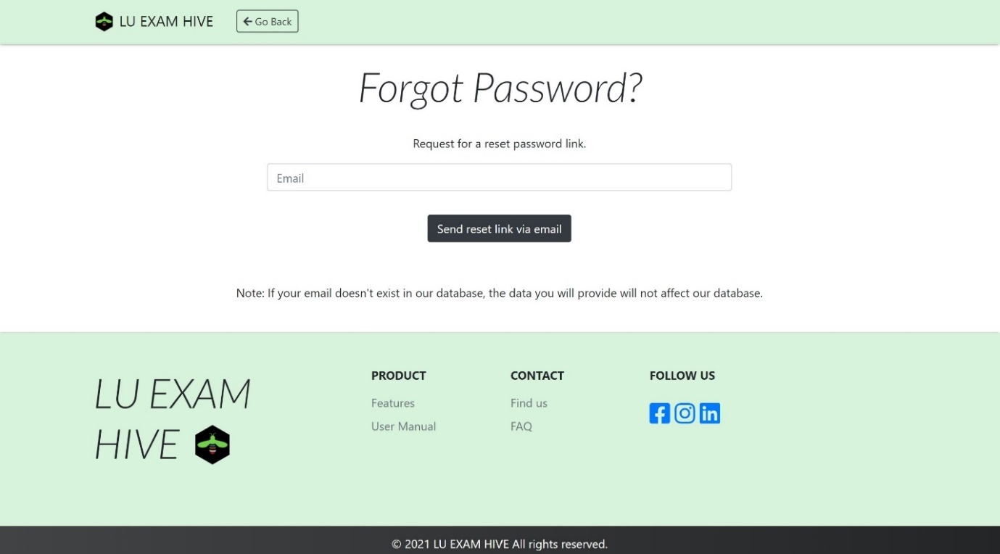 LU EXAM HIVE
Go Back
Forgot Password?
Request for a reset password link.
Email
Send reset link via email
Note: If your email doesn't exist in our database, the data you will provide will not affect our database.
LU EXAM
HIVE
PRODUCT
Features
User Manual
CONTACT
Find us
FAQ
FOLLOW US
© 2021 LU EXAM HIVE All rights reserved.